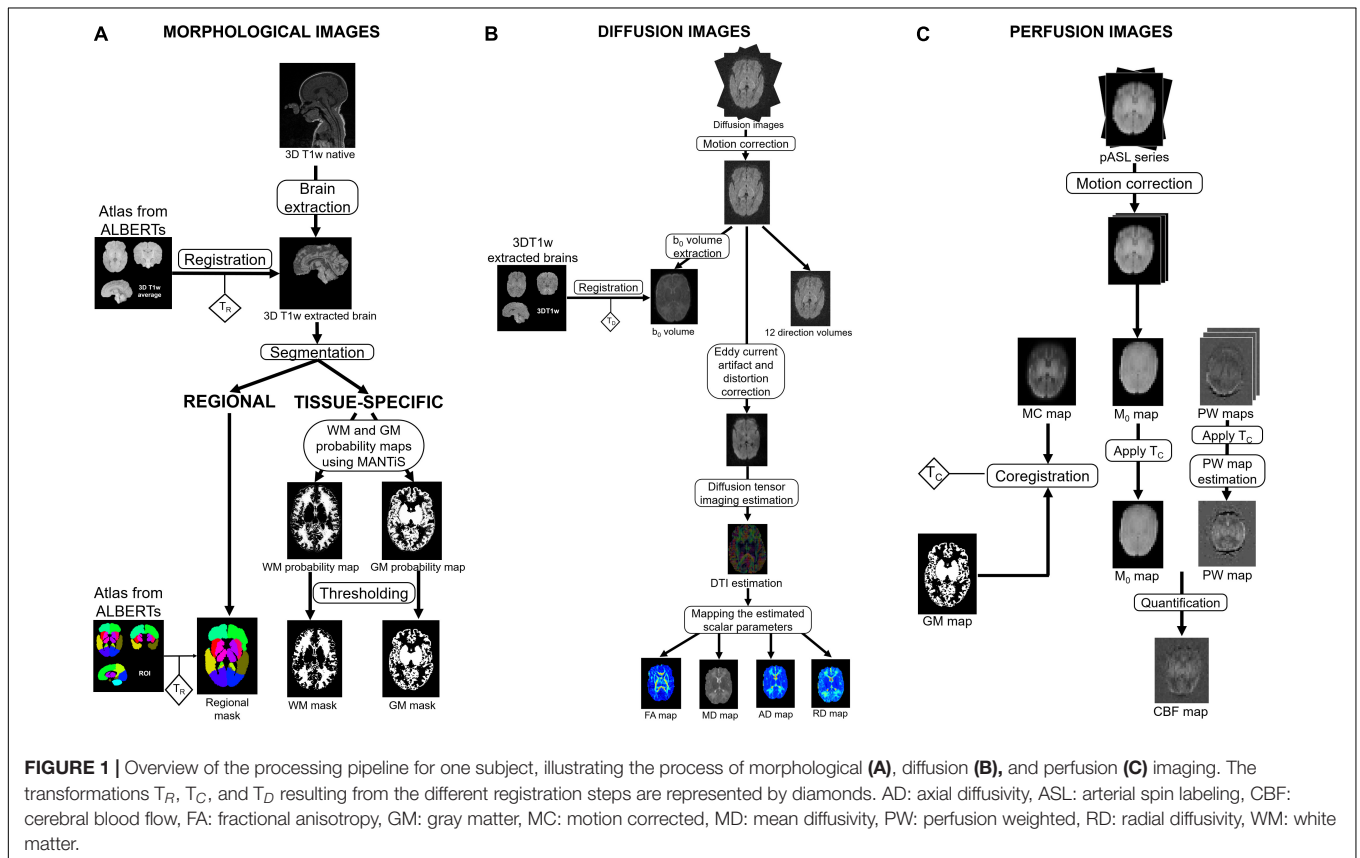 A
MORPHOLOGICAL IMAGES
3D T1w native
Brain
extraction
Atlas from
ALBERTs
3D T1w
average
Registration
T_R
3D T1w extracted brain
Segmentation
REGIONAL
TISSUE-SPECIFIC
WM and GM
probability maps
using MANTiS
WM probability map
GM probability map
Thresholding
Atlas from
ALBERTs
ROI
T_R
Regional
mask
WM mask
GM mask
B
DIFFUSION IMAGES
Diffusion images
Motion correction
b₀ volume
extraction
3DT1w
extracted brains
3DT1w
Registration
T_D
b₀ volume
12 direction volumes
Eddy current
artifact and
distortion
correction
Diffusion tensor
imaging estimation
DTI estimation
Mapping the estimated
scalar parameters
FA map
MD map
AD map
RD map
C
PERFUSION IMAGES
pASL series
Motion correction
MC map
M₀ map
PW maps
Apply T_C
Apply T_C
PW map
estimation
T_C
Coregistration
GM map
M₀ map
PW map
Quantification
CBF map
FIGURE 1 | Overview of the processing pipeline for one subject, illustrating the process of morphological (A), diffusion (B), and perfusion (C) imaging. The
transformations T_R, T_C, and T_D resulting from the different registration steps are represented by diamonds. AD: axial diffusivity, ASL: arterial spin labeling, CBF:
cerebral blood flow, FA: fractional anisotropy, GM: gray matter, MC: motion corrected, MD: mean diffusivity, PW: perfusion weighted, RD: radial diffusivity, WM: white
matter.